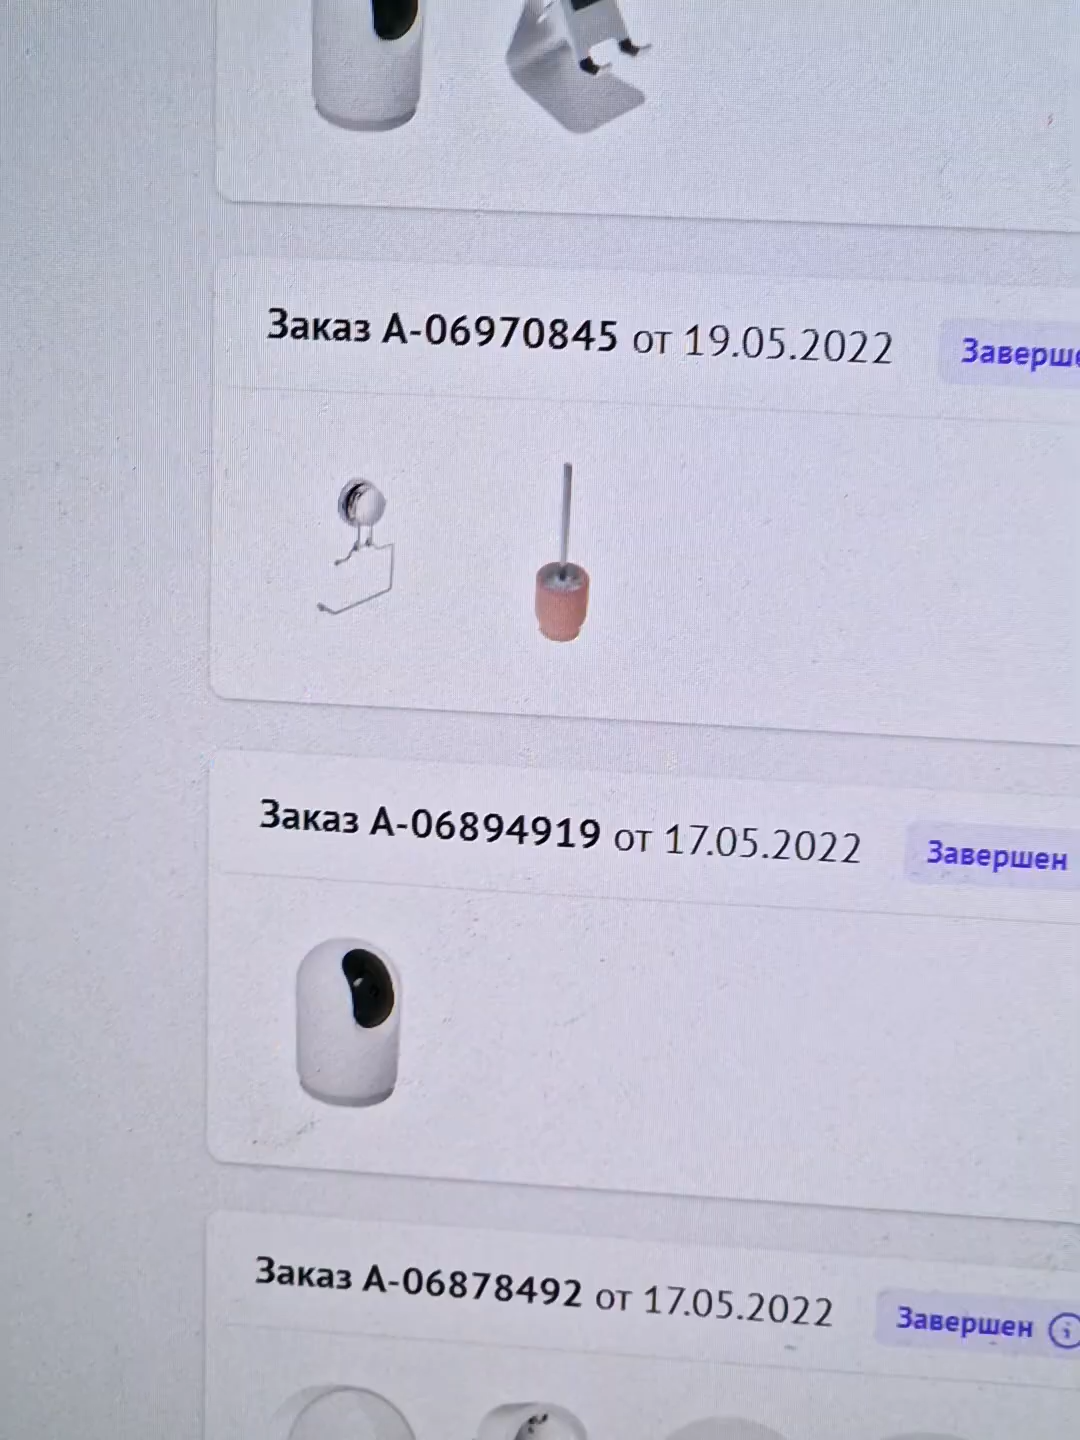 Заказ А-06970845 от 19.05.2022 Заверше
Заказ А-06894919 от 17.05.2022 Завершен
Заказ А-06878492 от 17.05.2022 Завершен